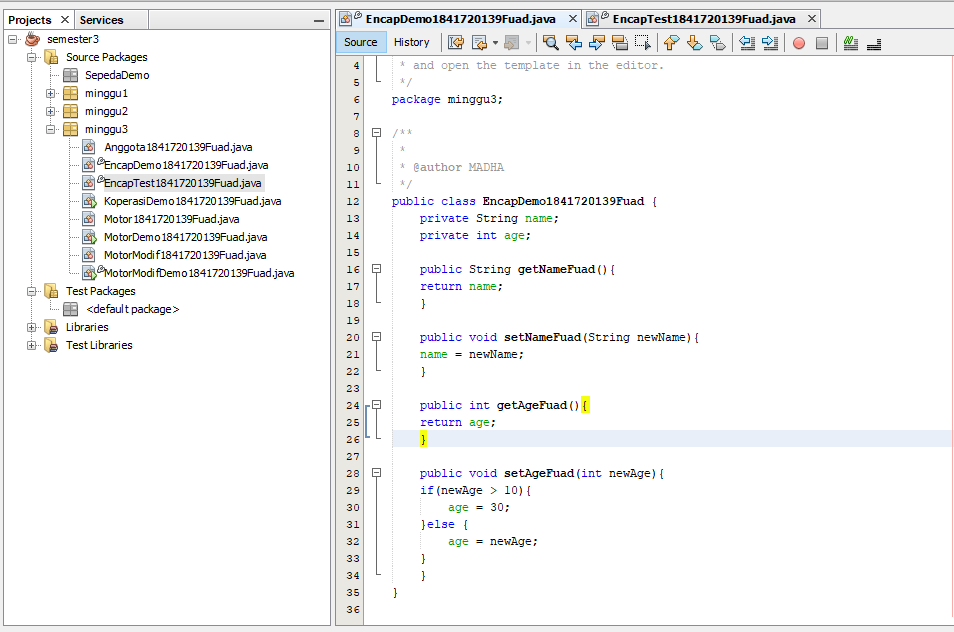 Projects Services
semester3
Source Packages
SepedaDemo
minggu1
minggu2
minggu3
Anggota1841720139Fuad.java
EncapDemo1841720139Fuad.java
EncapTest1841720139Fuad.java
KoperasiDemo1841720139Fuad.java
Motor1841720139Fuad.java
MotorDemo1841720139Fuad.java
MotorModif1841720139Fuad.java
MotorModifDemo1841720139Fuad.java
Test Packages
<default package>
Libraries
Test Libraries
EncapDemo1841720139Fuad.java EncapTest1841720139Fuad.java
Source History
4 * and open the template in the editor.
5 */
6 package minggu3;
7
8 /**
9 *
10 * @author MADHA
11 */
12 public class EncapDemo1841720139Fuad {
13 private String name;
14 private int age;
15
16 public String getNameFuad(){
17 return name;
18 }
19
20 public void setNameFuad(String newName){
21 name = newName;
22 }
23
24 public int getAgeFuad(){
25 return age;
26 }
27
28 public void setAgeFuad(int newAge){
29 if(newAge > 10){
30 age = 30;
31 }else {
32 age = newAge;
33 }
34 }
35 }
36